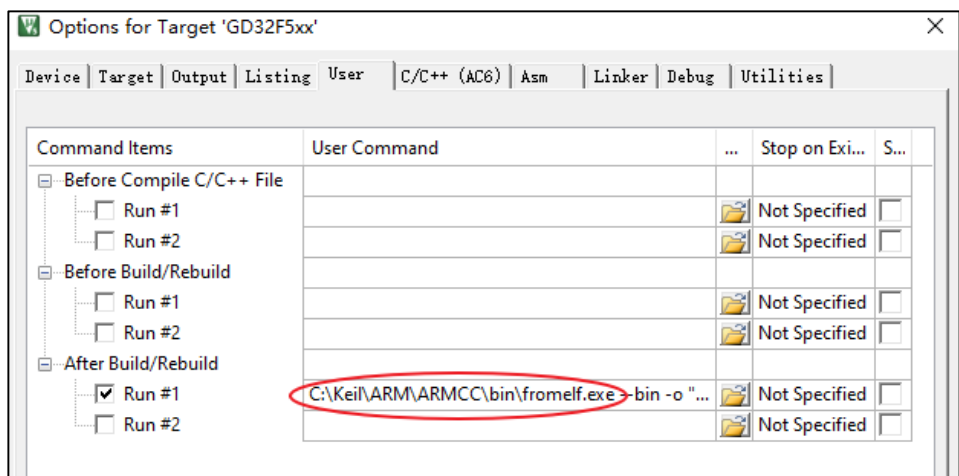 Options for Target 'GD32F5xx'
Device Target Output Listing User C/C++ (AC6) Asm Linker Debug Utilities
Command Items User Command ... Stop on Exi... S...
Before Compile C/C++ File
Run #1 Not Specified
Run #2 Not Specified
Before Build/Rebuild
Run #1 Not Specified
Run #2 Not Specified
After Build/Rebuild
Run #1 C:\Keil\ARM\ARMCC\bin\fromelf.exe --bin -o "... Not Specified
Run #2 Not Specified